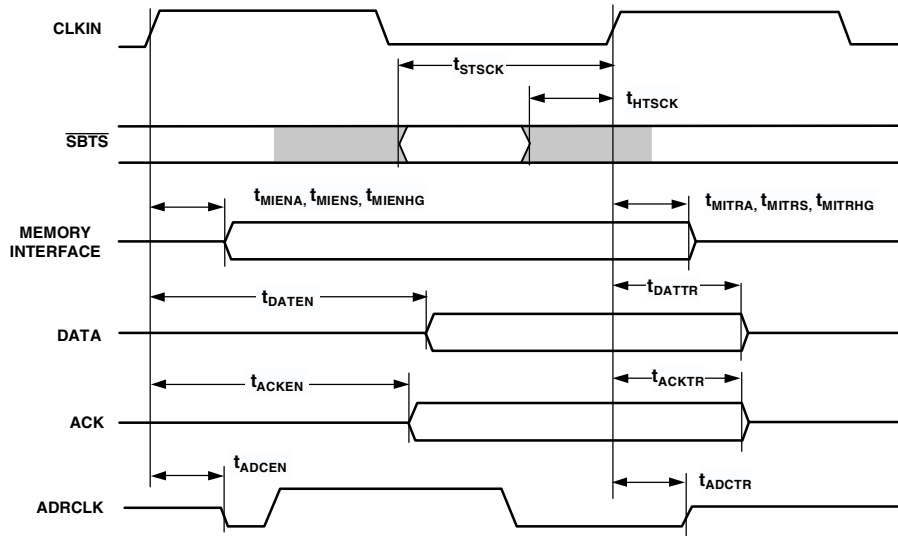 CLKIN
tSTSCK
tHTSCK
SBTS
tMIENA, tMIENS, tMIENHG
tMITRA, tMITRS, tMITRHG
MEMORY
INTERFACE
tDATEN
tDATTR
DATA
tACKEN
tACKTR
ACK
tADCEN
tADCTR
ADRCLK